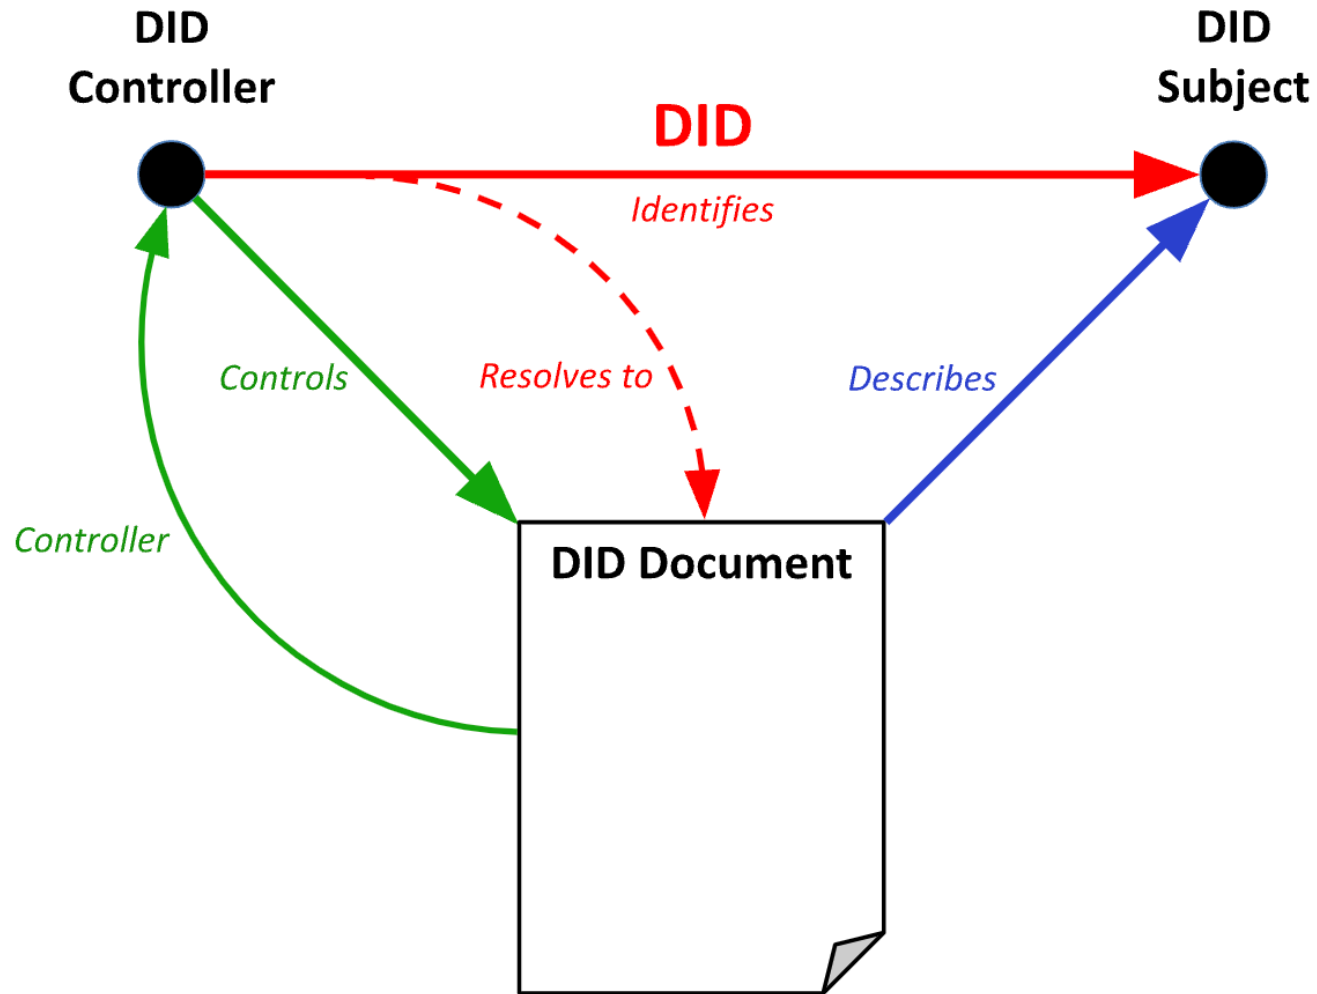 DID
Controller
DID
Subject
DID
Identifies
Controls
Resolves to
Describes
Controller
DID Document